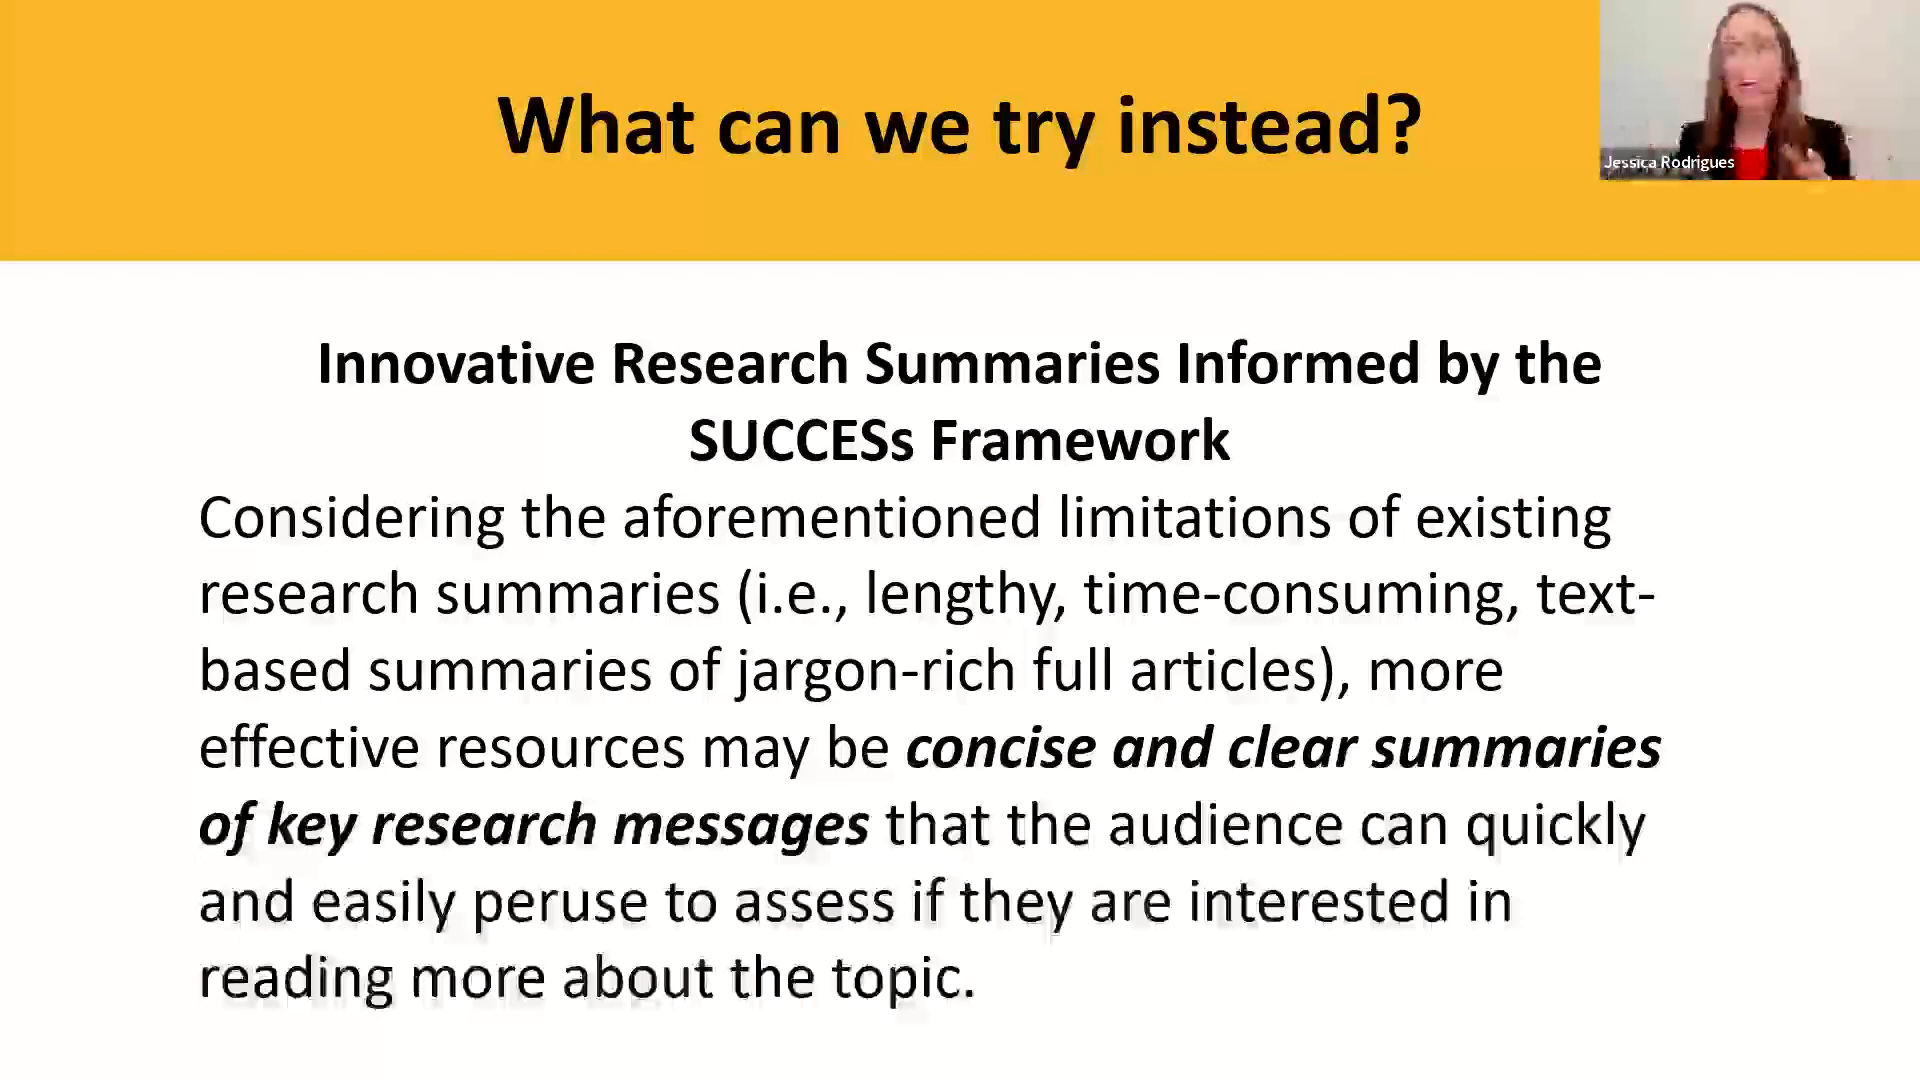 What can we try instead?
Jessica Rodrigues
Innovative Research Summaries Informed by the
SUCCESs Framework
Considering the aforementioned limitations of existing
research summaries (i.e., lengthy, time-consuming, text-
based summaries of jargon-rich full articles), more
effective resources may be concise and clear summaries
of key research messages that the audience can quickly
and easily peruse to assess if they are interested in
reading more about the topic.